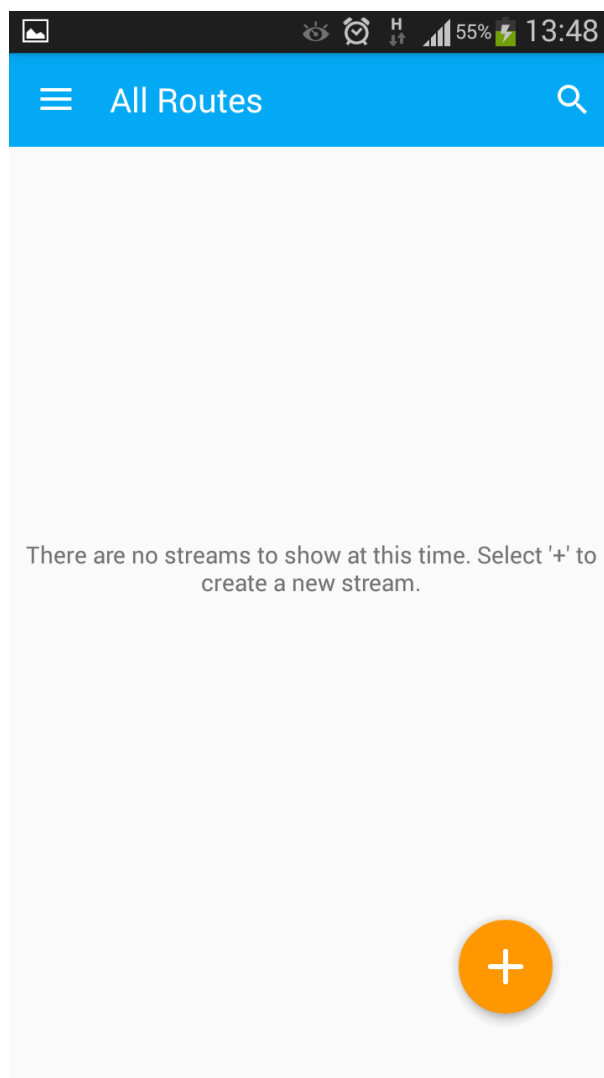 H 55% 13:48
All Routes
There are no streams to show at this time. Select '+' to
create a new stream.